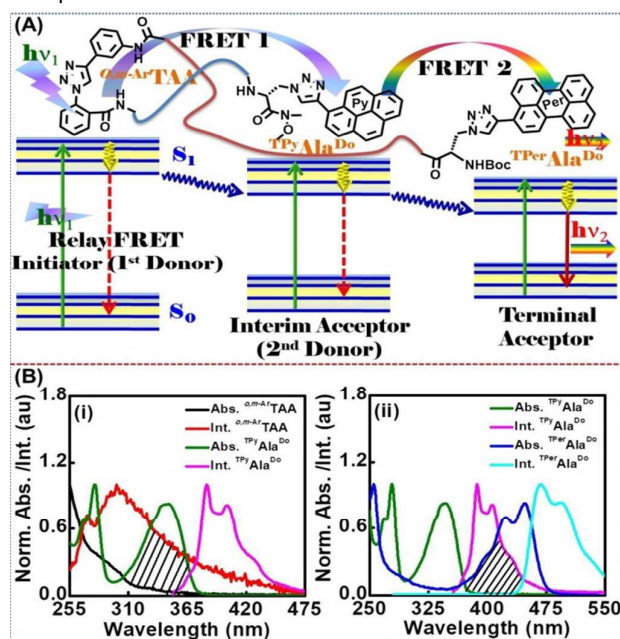 (A)
hν₁
FRET 1
FRET 2
H
N
O
N
N
N
o,m-ArTAA
O
H
N
HN
N
N
N
Py
N
O
O
TPyAlaDo
N
N
N
Per
O
NHBoc
TPerAlaDo
hν₂
S₁
hν₁
Relay FRET
Initiator (1st Donor)
S₀
Interim Acceptor
(2nd Donor)
hν₂
Terminal
Acceptor
(B)
(i)
Abs. o,m-ArTAA
Int. o,m-ArTAA
Abs. TPyAlaDo
Int. TPyAlaDo
Norm. Abs. /Int. (au)
1.8
1.2
0.6
0.0
255 310 365 420 475
Wavelength (nm)
(ii)
Abs. TPyAlaDo
Int. TPyAlaDo
Abs. TPerAlaDo
Int. TPerAlaDo
Norm. Abs. /Int. (au)
1.8
1.2
0.6
0.0
250 325 400 475 550
Wavelength (nm)